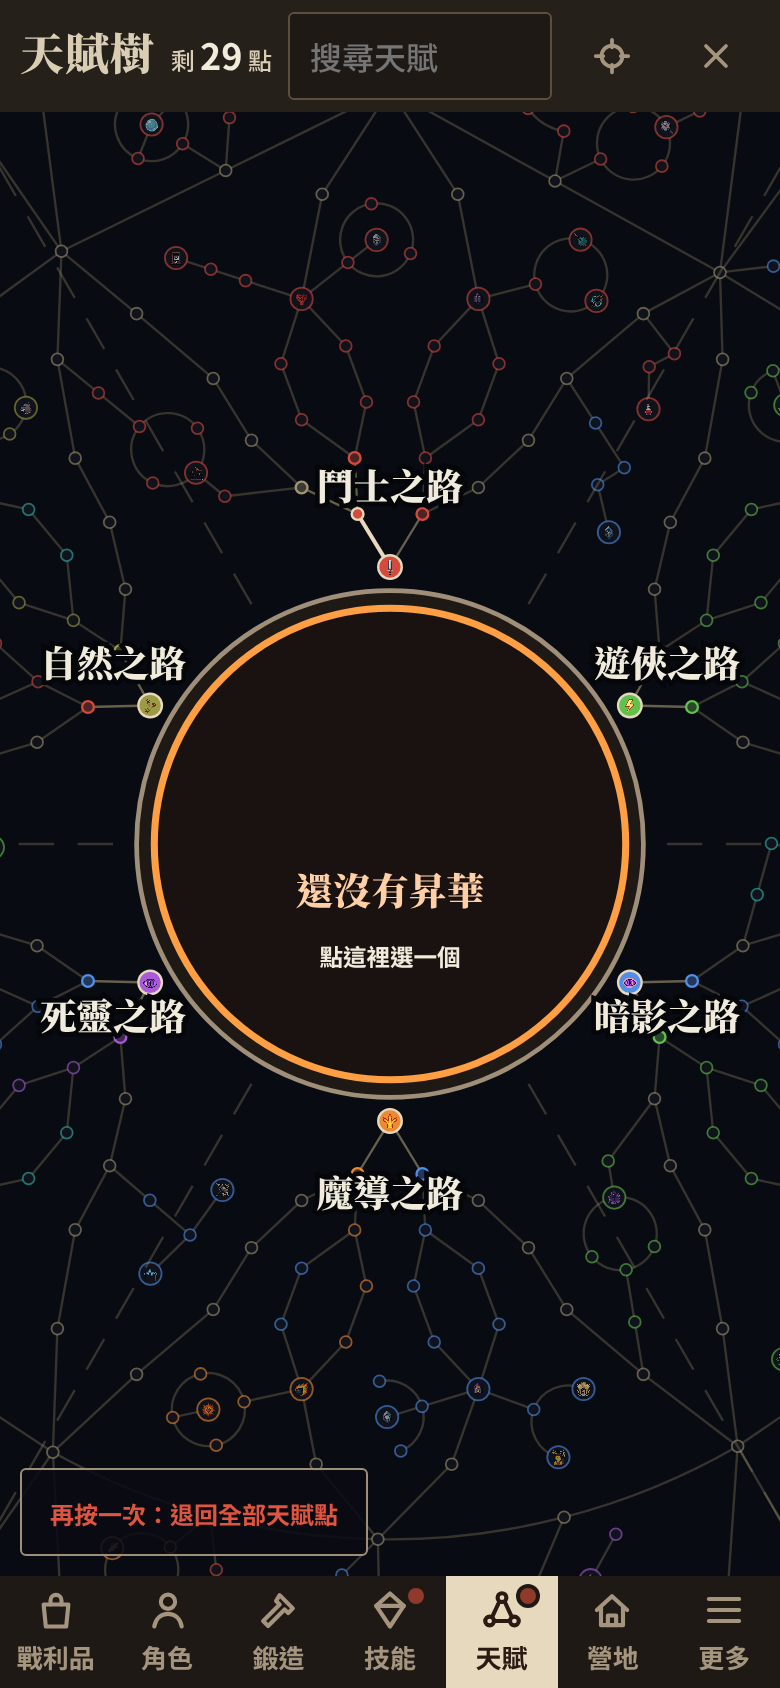 天賦樹 剩 29 點 搜尋天賦
鬥士之路
自然之路
遊俠之路
還沒有昇華
點這裡選一個
死靈之路
暗影之路
魔導之路
再按一次：退回全部天賦點
戰利品 角色 鍛造 技能 天賦 營地 更多